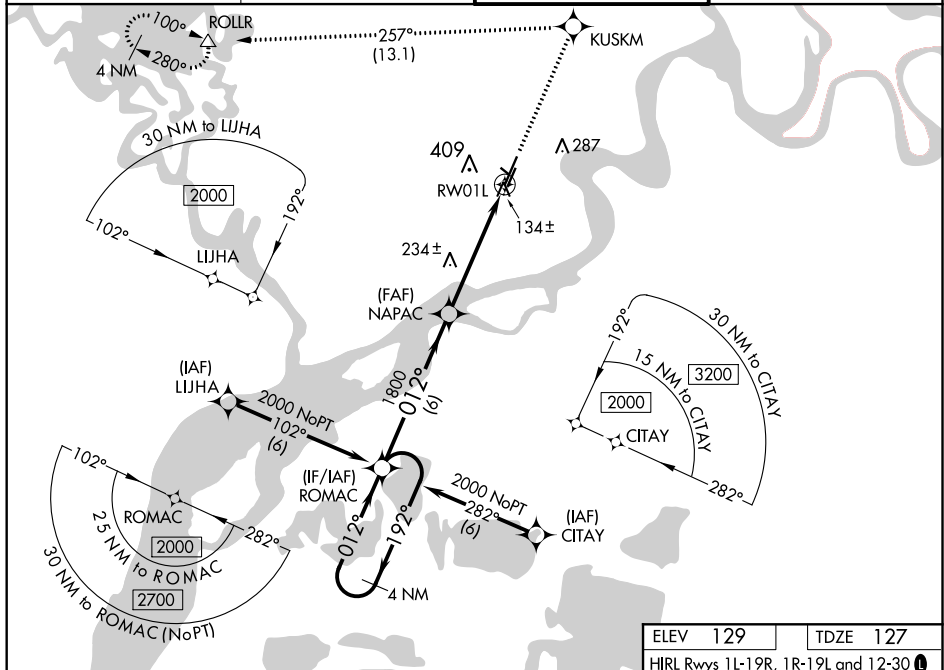 100°
ROLLR
280°
4 NM
257°
(13.1)
KUSKM
30 NM to LIJHA
2000
102°
192°
LIJHA
409
287
RW01L
134±
234±
(FAF)
NAPAC
(IAF)
LIJHA
2000 NoPT
102°
(6)
1800
012°
(6)
(IF/IAF)
ROMAC
012°
192°
4 NM
2000 NoPT
282°
(6)
(IAF)
CITAY
192°
30 NM to CITAY
15 NM to CITAY
3200
2000
CITAY
282°
102°
ROMAC
282°
2000
25 NM to ROMAC
2700
30 NM to ROMAC (NoPT)
ELEV 129
TDZE 127
HIRL Rwys 1L-19R, 1R-19L and 12-30 L